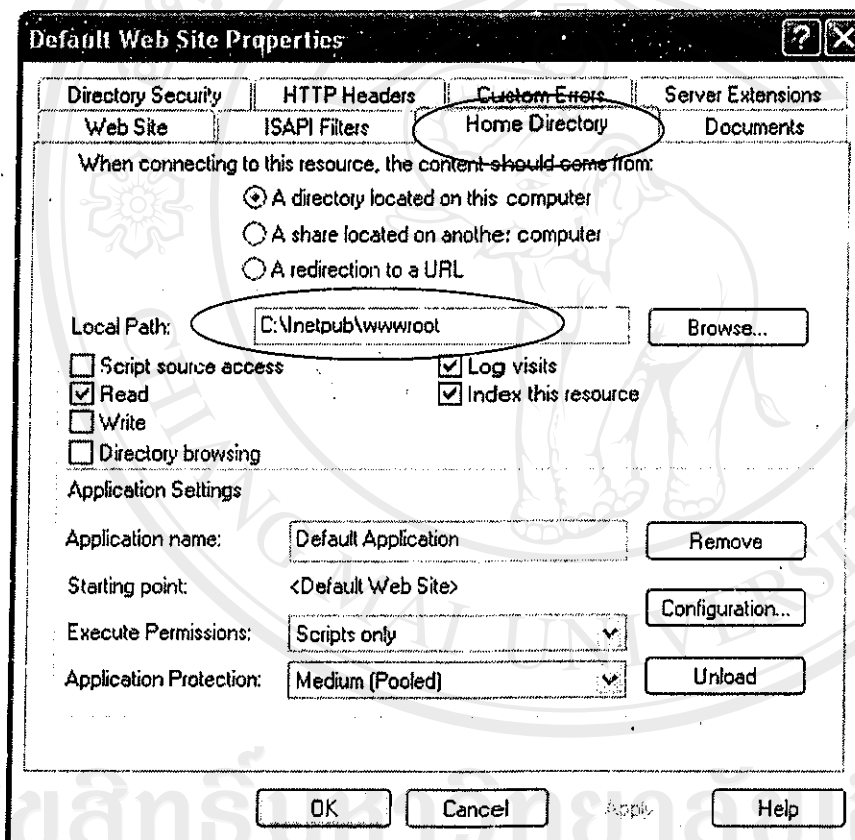 Default Web Site Properties
Directory Security HTTP Headers Custom Errors Server Extensions
Web Site ISAPI Filters Home Directory Documents
When connecting to this resource, the content should come from:
A directory located on this computer
A share located on another computer
A redirection to a URL
Local Path: C:\Inetpub\wwwroot Browse...
Script source access Log visits
Read Index this resource
Write
Directory browsing
Application Settings
Application name: Default Application Remove
Starting point: <Default Web Site>
Configuration...
Execute Permissions: Scripts only
Application Protection: Medium (Pooled) Unload
OK Cancel Apply Help
CHIANG MAI UNIVERSI